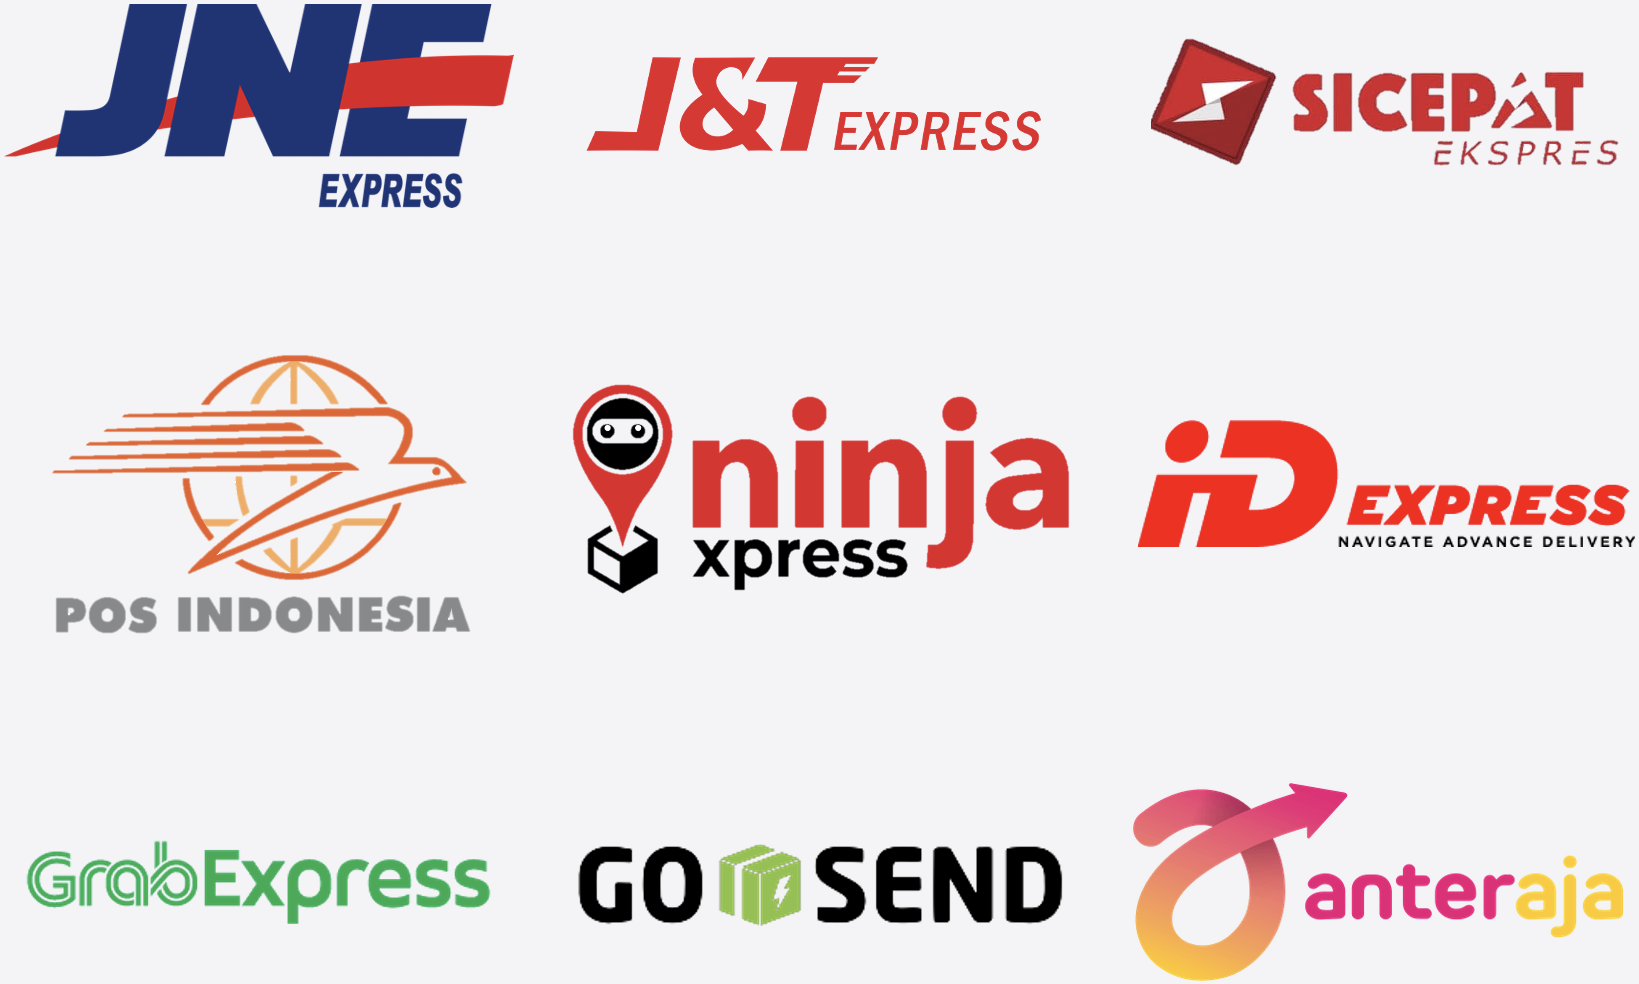 JNE
EXPRESS
J&T EXPRESS
SICEPAT
EKSPRES
POS INDONESIA
ninja
xpress
iD EXPRESS
NAVIGATE ADVANCE DELIVERY
GrabExpress
GO SEND
anteraja